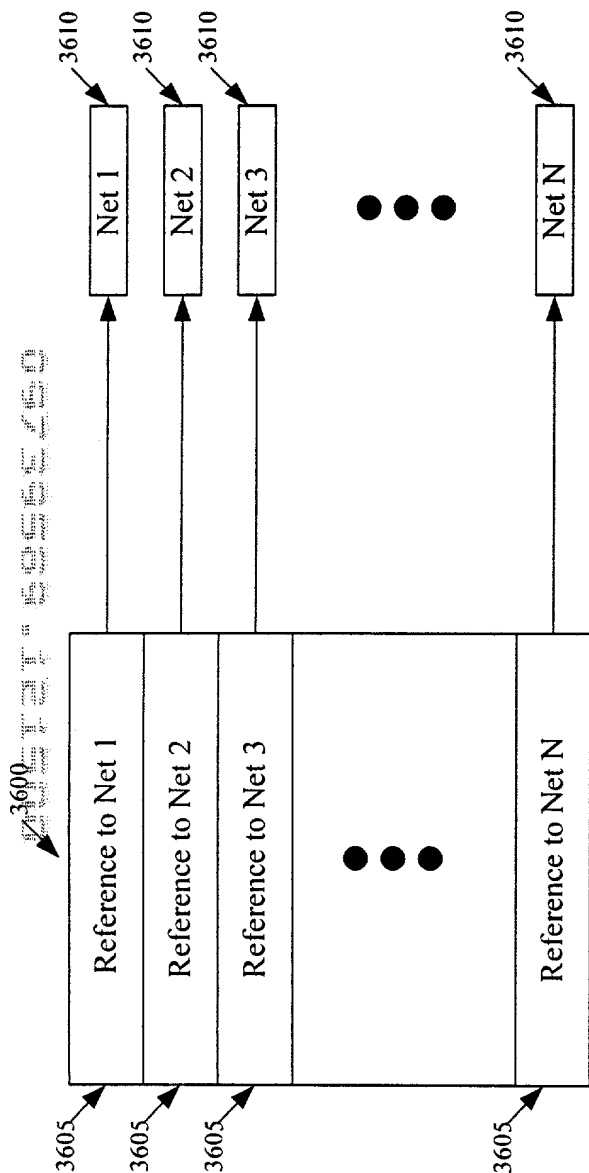 3600
3605
Reference to Net 1
Net 1
3610
3605
Reference to Net 2
Net 2
3610
3605
Reference to Net 3
Net 3
3610
3605
Reference to Net N
Net N
3610